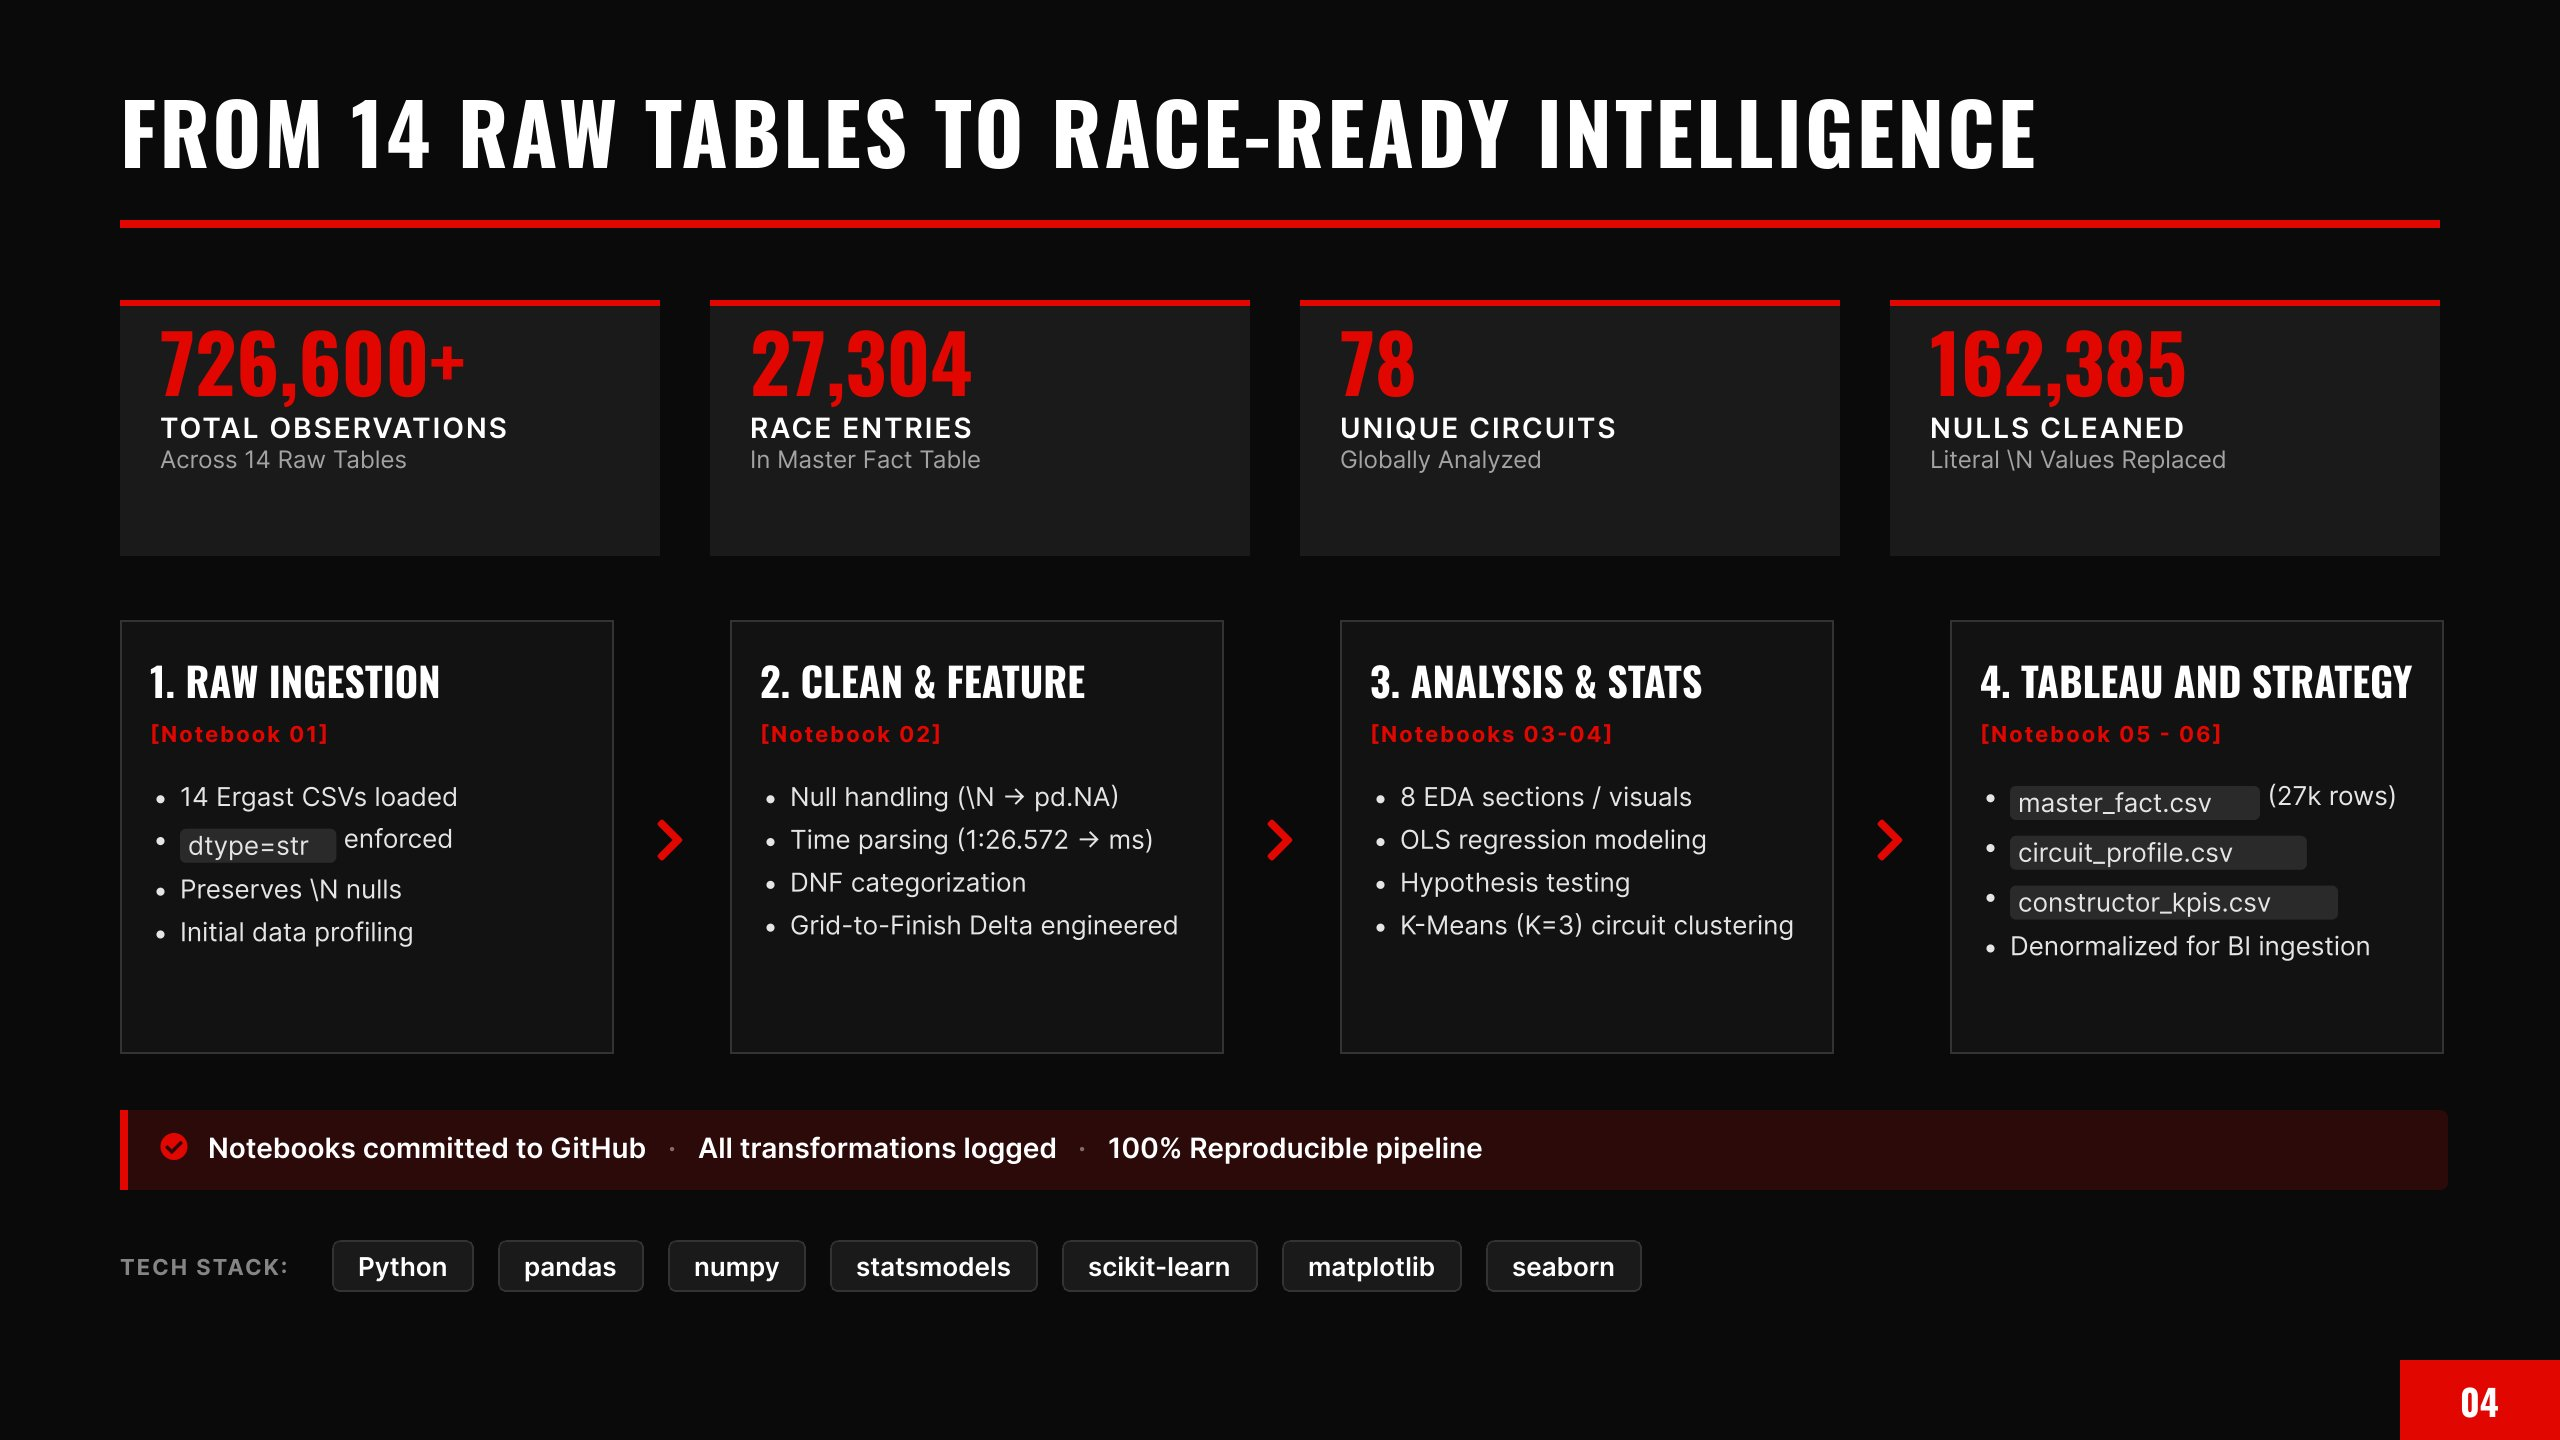 FROM 14 RAW TABLES TO RACE-READY INTELLIGENCE
726,600+
TOTAL OBSERVATIONS
Across 14 Raw Tables
27,304
RACE ENTRIES
In Master Fact Table
78
UNIQUE CIRCUITS
Globally Analyzed
162,385
NULLS CLEANED
Literal \N Values Replaced
1. RAW INGESTION
[Notebook 01]
• 14 Ergast CSVs loaded
• dtype=str enforced
• Preserves \N nulls
• Initial data profiling
2. CLEAN & FEATURE
[Notebook 02]
• Null handling (\N → pd.NA)
• Time parsing (1:26.572 → ms)
• DNF categorization
• Grid-to-Finish Delta engineered
3. ANALYSIS & STATS
[Notebooks 03-04]
• 8 EDA sections / visuals
• OLS regression modeling
• Hypothesis testing
• K-Means (K=3) circuit clustering
4. TABLEAU AND STRATEGY
[Notebook 05 - 06]
• master_fact.csv (27k rows)
• circuit_profile.csv
• constructor_kpis.csv
• Denormalized for BI ingestion
Notebooks committed to GitHub · All transformations logged · 100% Reproducible pipeline
TECH STACK: Python pandas numpy statsmodels scikit-learn matplotlib seaborn
04